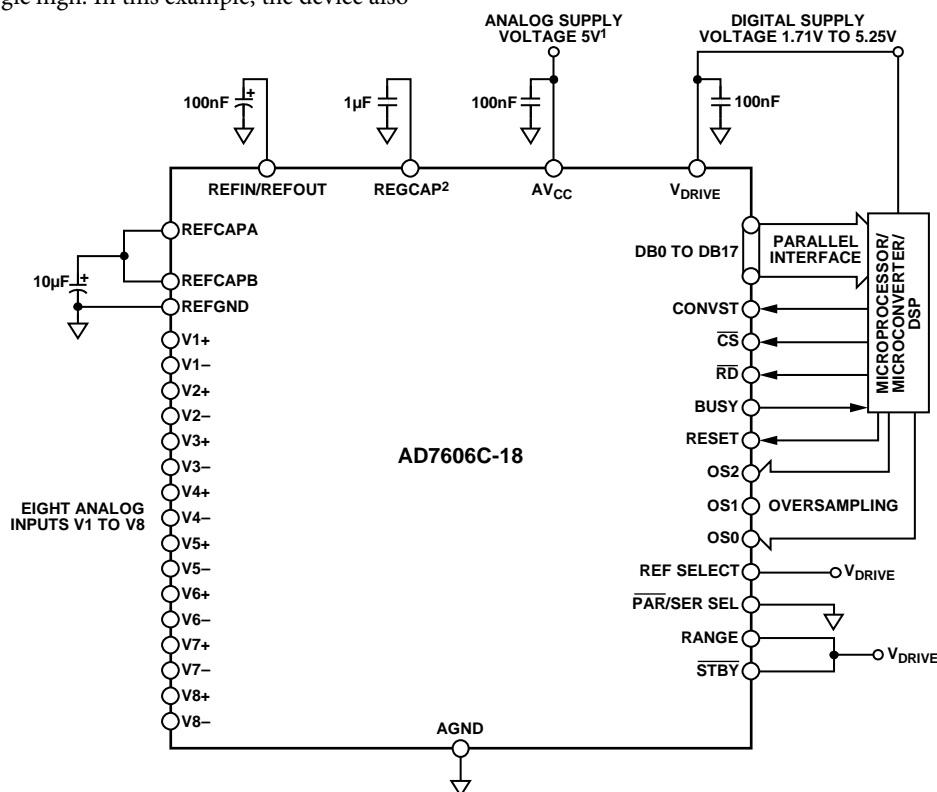 gle high. In this example, the device also
ANALOG SUPPLY
VOLTAGE 5V1
DIGITAL SUPPLY
VOLTAGE 1.71V TO 5.25V
100nF
+
1µF
100nF
100nF
REFIN/REFOUT
REGCAP2
AVCC
VDRIVE
REFCAPA
REFCAPB
REFGND
10µF
+
V1+
V1−
V2+
V2−
V3+
V3−
V4+
V4−
V5+
V5−
V6+
V6−
V7+
V7−
V8+
V8−
EIGHT ANALOG
INPUTS V1 TO V8
AD7606C-18
DB0 TO DB17
PARALLEL
INTERFACE
CONVST
CS
RD
BUSY
RESET
OS2
OS1
OVERSAMPLING
OS0
REF SELECT
VDRIVE
PAR/SER SEL
RANGE
STBY
VDRIVE
MICROPROCESSOR/
MICROCONVERTER/
DSP
AGND